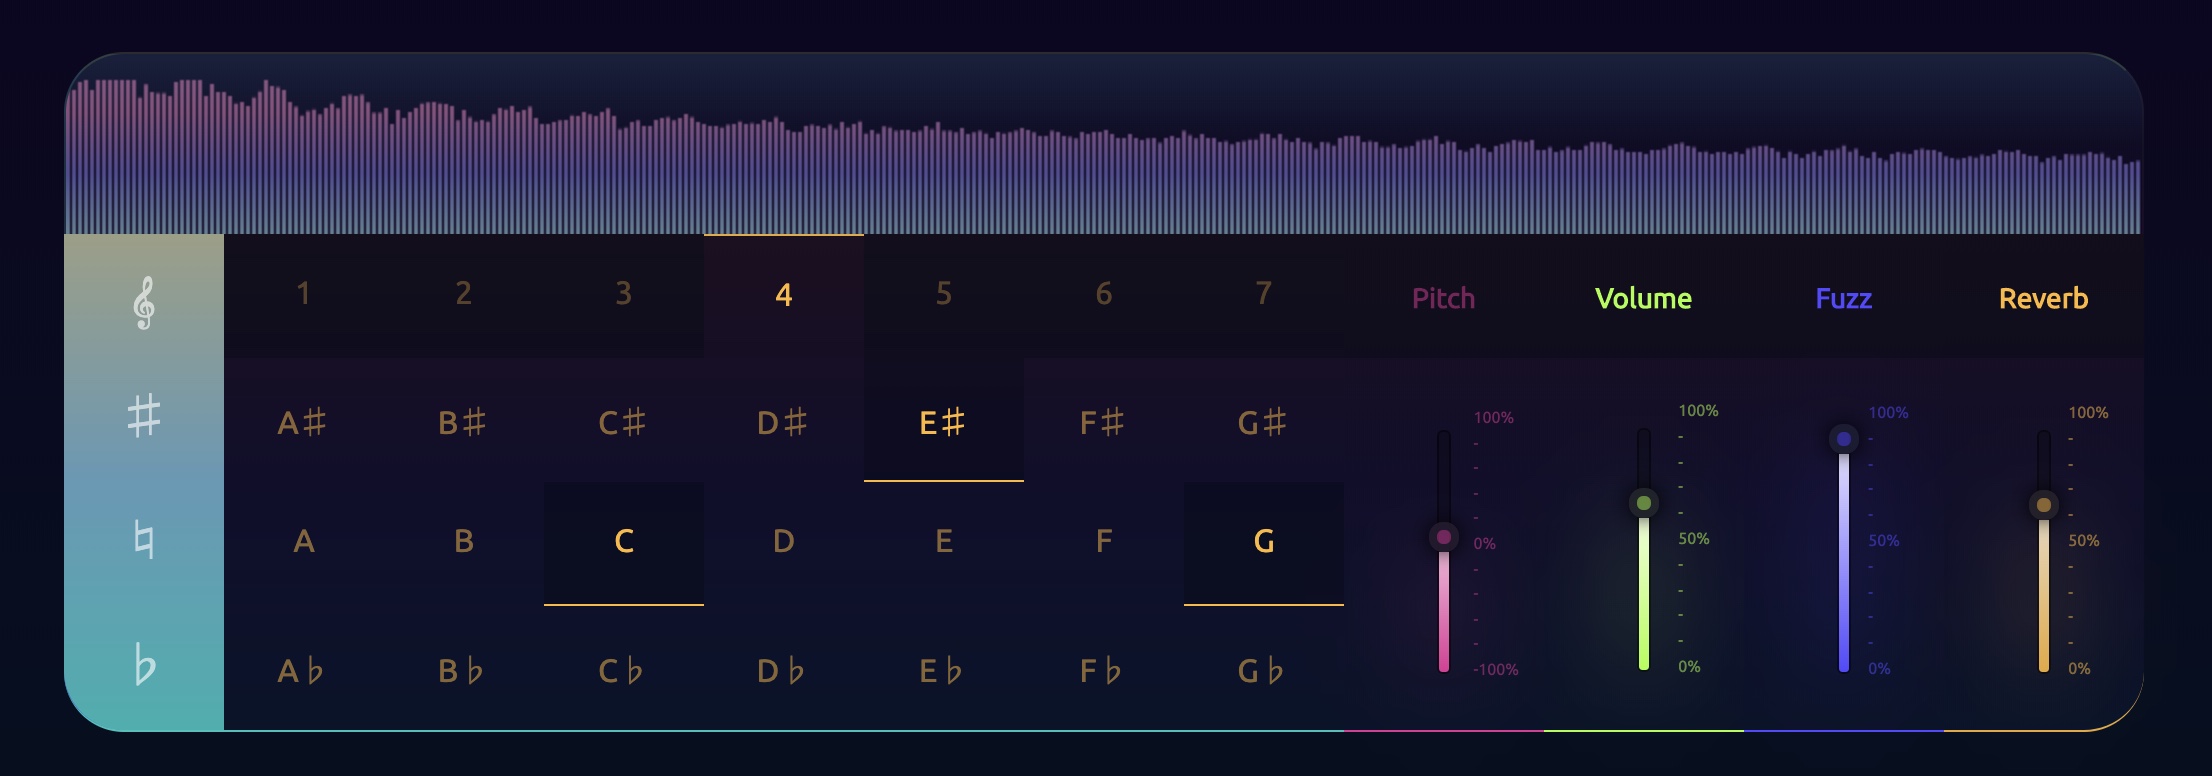 1 2 3 4 5 6 7 Pitch Volume Fuzz Reverb
♯ A♯ B♯ C♯ D♯ E♯ F♯ G♯
100% 100% 100% 100%
♮ A B C D E F G
0% 50% 50% 50%
♭ A♭ B♭ C♭ D♭ E♭ F♭ G♭
-100% 0% 0% 0%